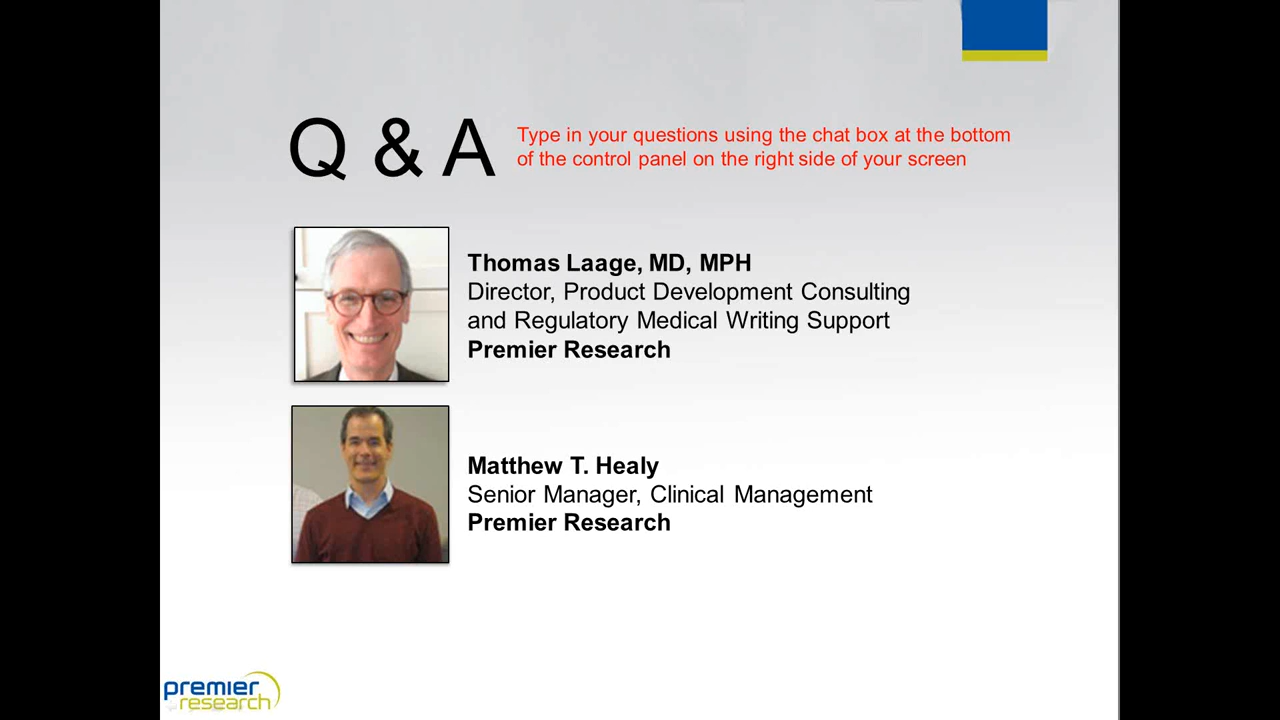 Q & A
Type in your questions using the chat box at the bottom
of the control panel on the right side of your screen
Thomas Laage, MD, MPH
Director, Product Development Consulting
and Regulatory Medical Writing Support
Premier Research
Matthew T. Healy
Senior Manager, Clinical Management
Premier Research
premier
research